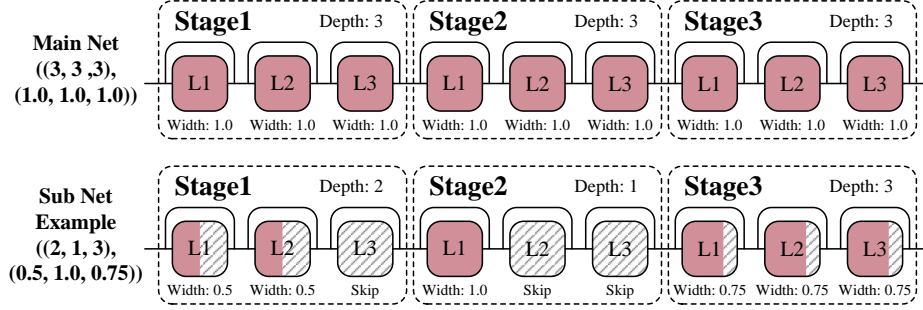 Main Net
((3, 3 ,3),
(1.0, 1.0, 1.0))
Stage1 Depth: 3 Stage2 Depth: 3 Stage3 Depth: 3
L1 L2 L3 L1 L2 L3 L1 L2 L3
Width: 1.0 Width: 1.0 Width: 1.0 Width: 1.0 Width: 1.0 Width: 1.0 Width: 1.0 Width: 1.0 Width: 1.0
Sub Net
Example
((2, 1, 3),
(0.5, 1.0, 0.75))
Stage1 Depth: 2 Stage2 Depth: 1 Stage3 Depth: 3
L1 L2 L3 L1 L2 L3 L1 L2 L3
Width: 0.5 Width: 0.5 Skip Width: 1.0 Skip Skip Width: 0.75 Width: 0.75 Width: 0.75